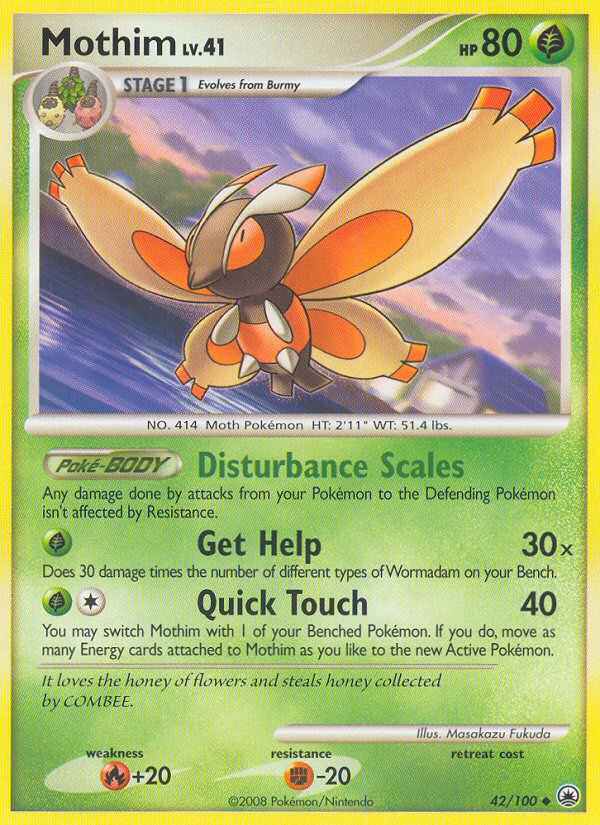 Mothim LV.41
HP 80
STAGE 1 Evolves from Burmy
NO. 414 Moth Pokémon HT: 2'11" WT: 51.4 lbs.
Poké-BODY Disturbance Scales
Any damage done by attacks from your Pokémon to the Defending Pokémon
isn't affected by Resistance.
Get Help 30x
Does 30 damage times the number of different types of Wormadam on your Bench.
Quick Touch 40
You may switch Mothim with 1 of your Benched Pokémon. If you do, move as
many Energy cards attached to Mothim as you like to the new Active Pokémon.
It loves the honey of flowers and steals honey collected
by COMBEE.
Illus. Masakazu Fukuda
weakness resistance retreat cost
+20 -20
©2008 Pokémon/Nintendo 42/100